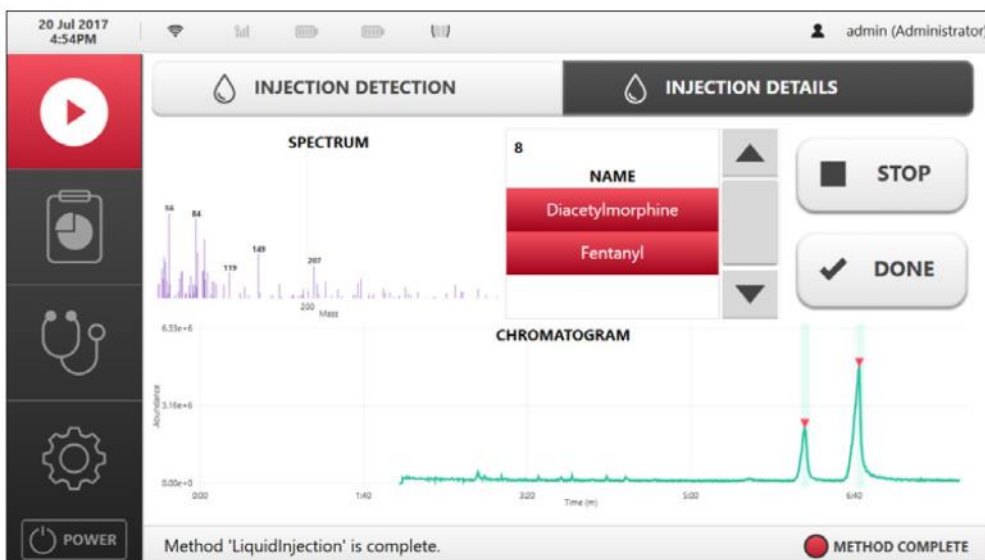 20 Jul 2017
4:54PM
admin (Administrator)
INJECTION DETECTION
INJECTION DETAILS
SPECTRUM
56
84
119
149
207
200
Mass
8
NAME
Diacetylmorphine
Fentanyl
STOP
DONE
CHROMATOGRAM
6.33e+6
3.16e+6
0.00e+0
Abundance
0:00
1:40
3:20
5:00
6:40
Time (m)
POWER
Method 'LiquidInjection' is complete.
METHOD COMPLETE